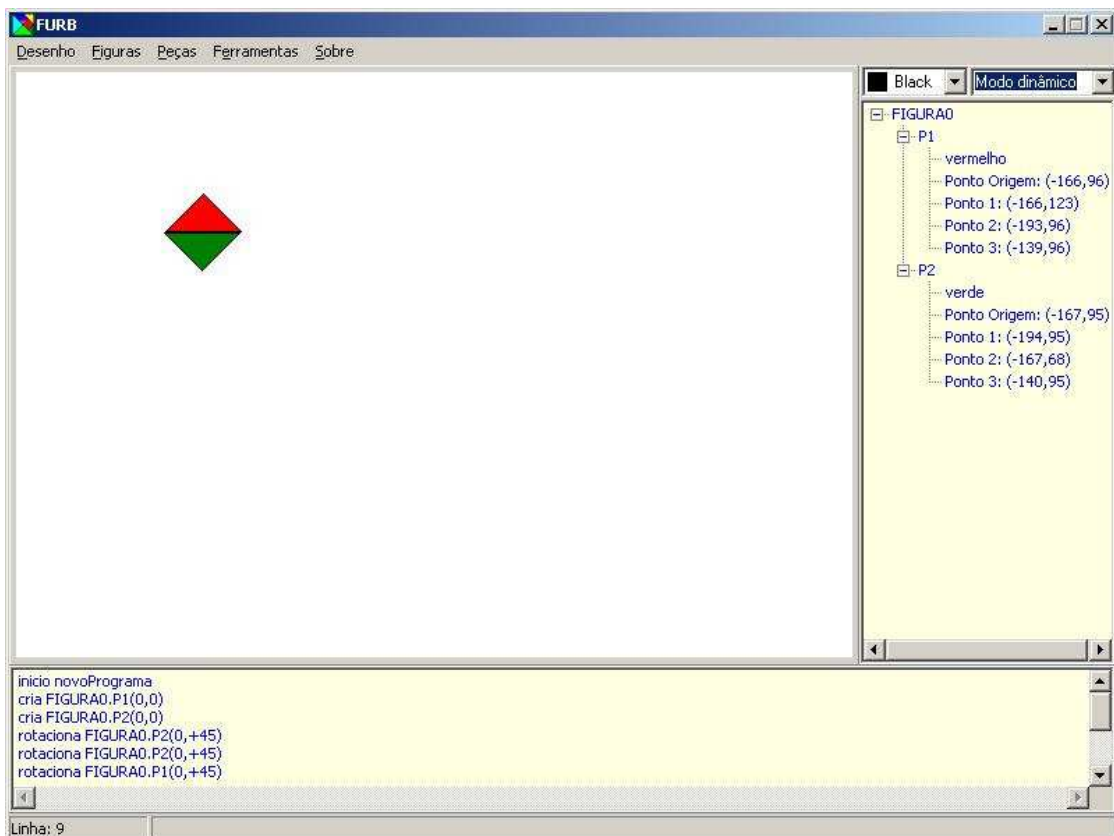 FURB
Desenho Figuras Peças Ferramentas Sobre
Black Modo dinâmico
FIGURA0
P1
vermelho
Ponto Origem: (-166,96)
Ponto 1: (-166,123)
Ponto 2: (-193,96)
Ponto 3: (-139,96)
P2
verde
Ponto Origem: (-167,95)
Ponto 1: (-194,95)
Ponto 2: (-167,68)
Ponto 3: (-140,95)
inicio novoPrograma
cria FIGURA0.P1(0,0)
cria FIGURA0.P2(0,0)
rotaciona FIGURA0.P2(0,+45)
rotaciona FIGURA0.P2(0,+45)
rotaciona FIGURA0.P1(0,+45)
Linha: 9